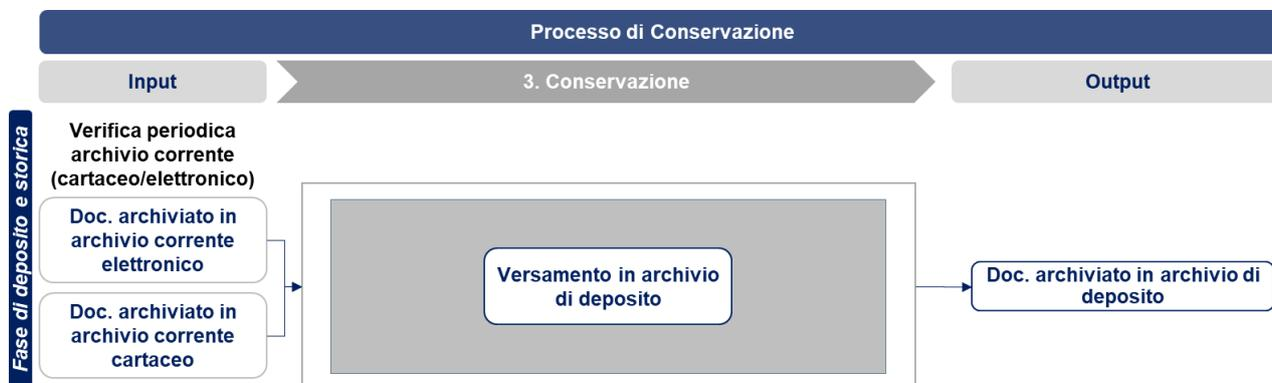 Processo di Conservazione
Input
3. Conservazione
Output
Fase di deposito e storica
Verifica periodica
archivio corrente
(cartaceo/elettronico)
Doc. archiviato in
archivio corrente
elettronico
Doc. archiviato in
archivio corrente
cartaceo
Versamento in archivio
di deposito
Doc. archiviato in archivio di
deposito